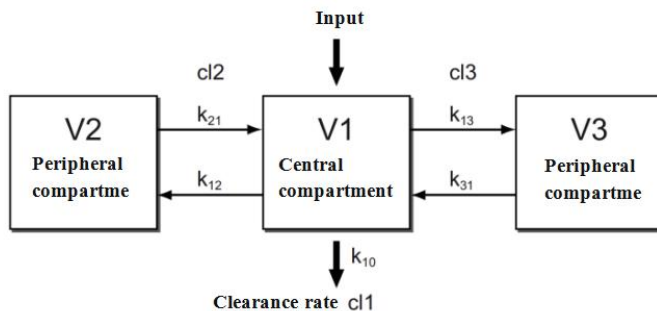 Input
cl2
cl3
V2
Peripheral
compartme
k21
k12
V1
Central
compartment
k13
k31
V3
Peripheral
compartme
k10
Clearance rate cl1